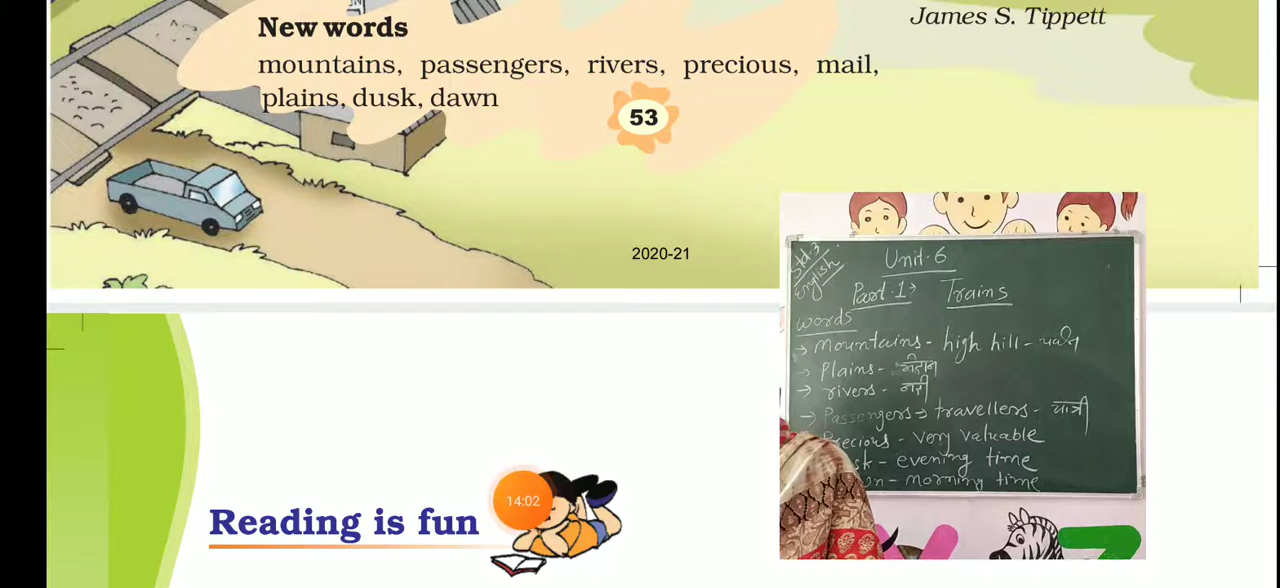 James S. Tippett
New words
mountains, passengers, rivers, precious, mail,
plains, dusk, dawn
53
2020-21
Reading is fun
14:02
Std.3
English
Unit.6
Part.1→ Trains
words
→ Mountains - high hill - पर्वत
→ Plains - मैदान
→ rivers - नदी
→ Passengers → travellers - यात्री
Precious - very valuable
sk - evening time
on - morning time